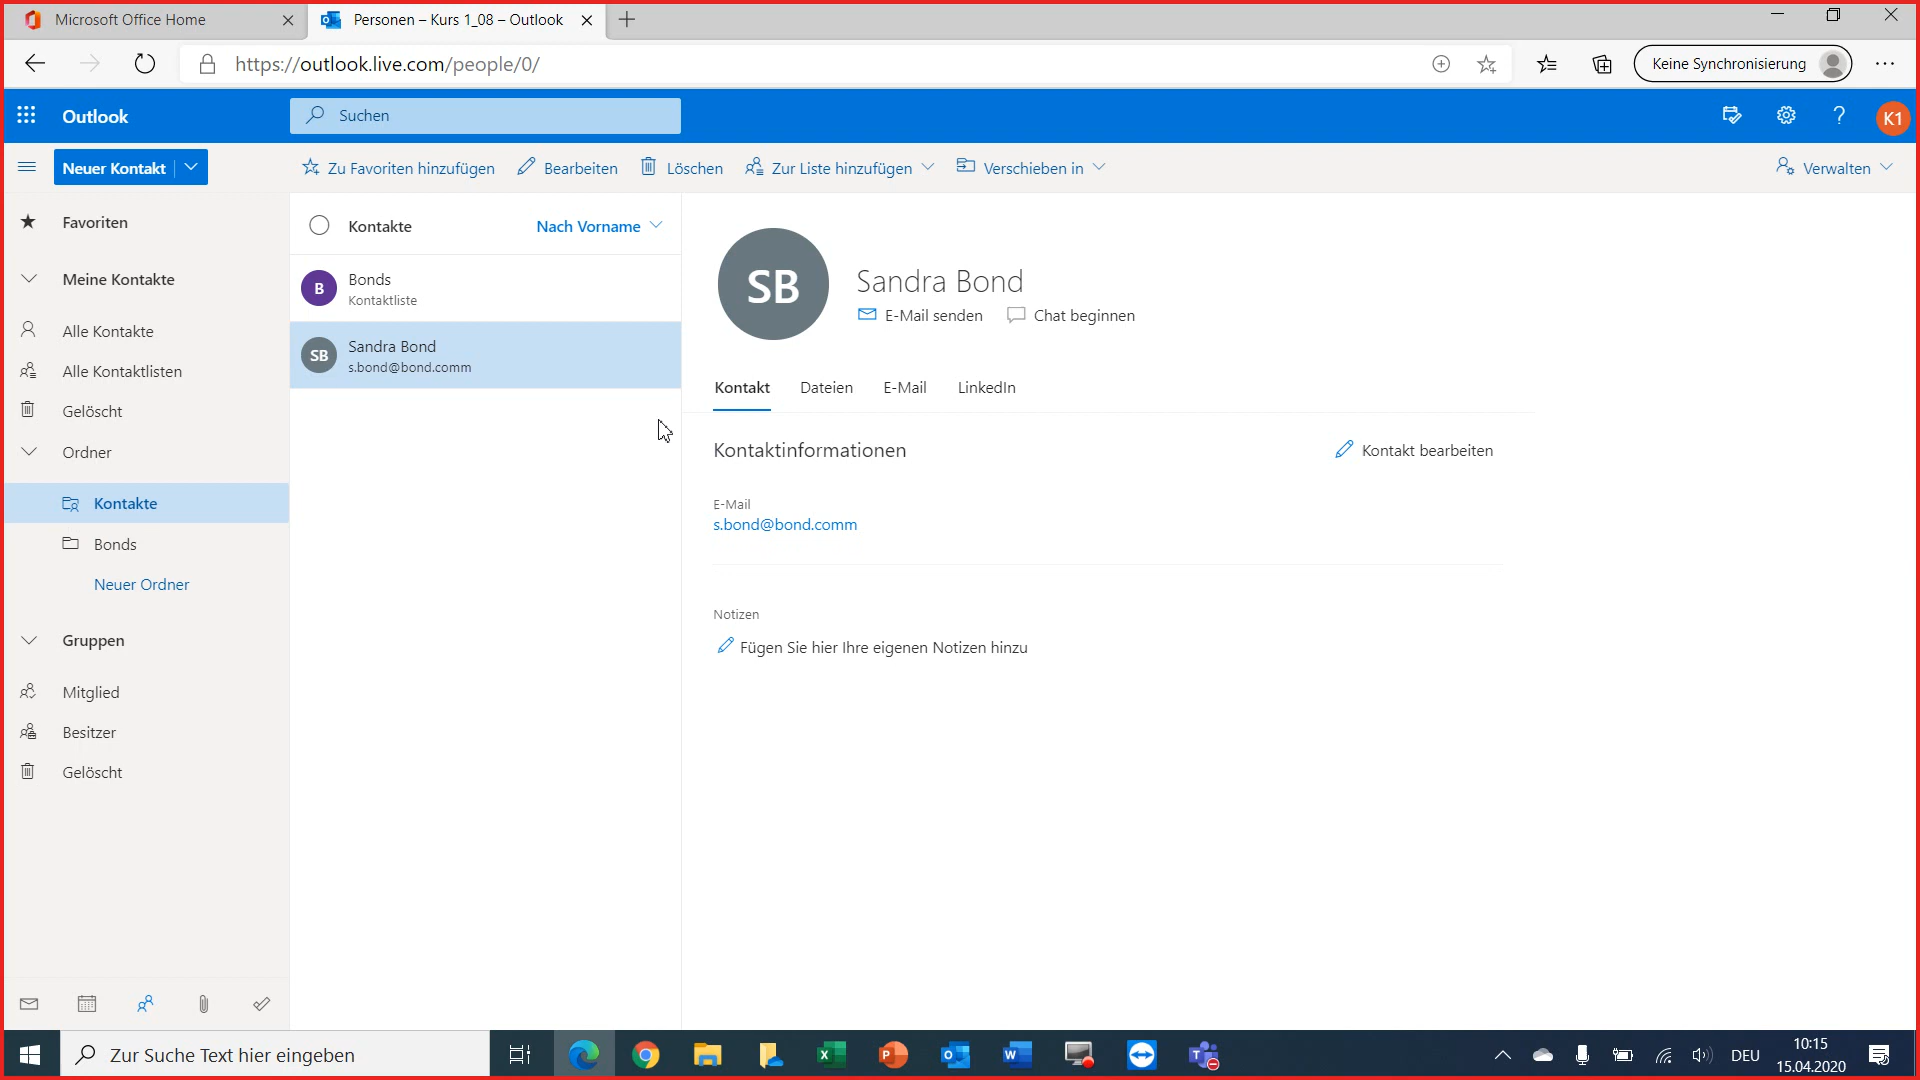 Microsoft Office Home
Personen – Kurs 1_08 – Outlook
https://outlook.live.com/people/0/
Keine Synchronisierung
Outlook
Suchen
?
K1
Neuer Kontakt
Zu Favoriten hinzufügen
Bearbeiten
Löschen
Zur Liste hinzufügen
Verschieben in
Verwalten
Favoriten
Meine Kontakte
Alle Kontakte
Alle Kontaktlisten
Gelöscht
Ordner
Kontakte
Bonds
Neuer Ordner
Gruppen
Mitglied
Besitzer
Gelöscht
Kontakte
Nach Vorname
B
Bonds
Kontaktliste
SB
Sandra Bond
s.bond@bond.comm
SB
Sandra Bond
E-Mail senden
Chat beginnen
Kontakt
Dateien
E-Mail
LinkedIn
Kontaktinformationen
Kontakt bearbeiten
E-Mail
s.bond@bond.comm
Notizen
Fügen Sie hier Ihre eigenen Notizen hinzu
Zur Suche Text hier eingeben
DEU
10:15
15.04.2020